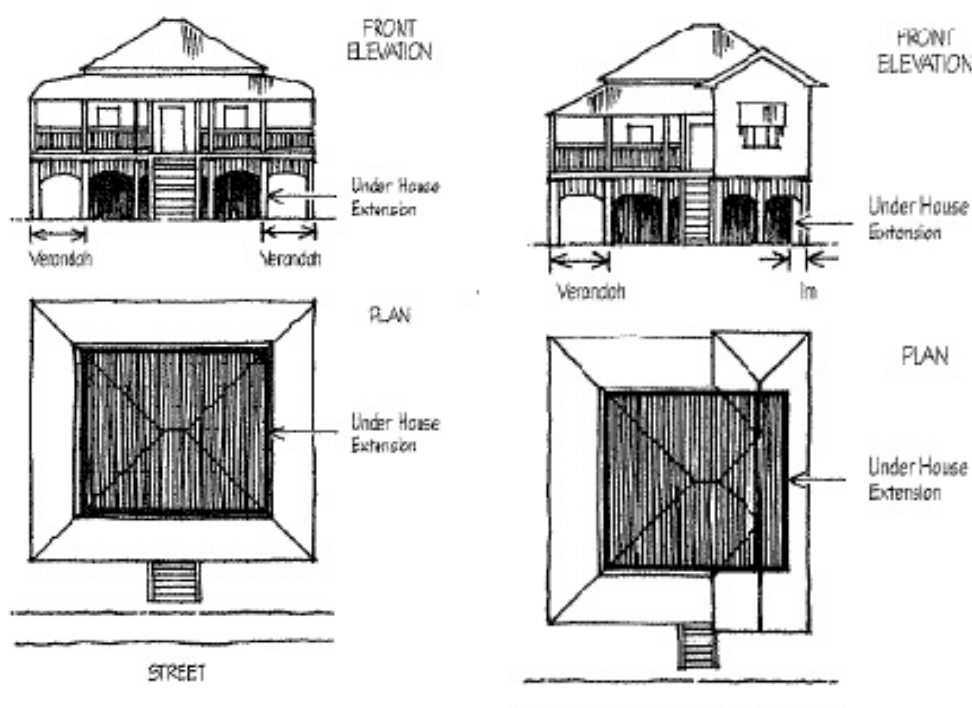 FRONT
ELEVATION
Under House
Extension
Verandah
Verandah
PLAN
Under House
Extension
STREET
FRONT
ELEVATION
Under House
Extension
Verandah
1m
PLAN
Under House
Extension